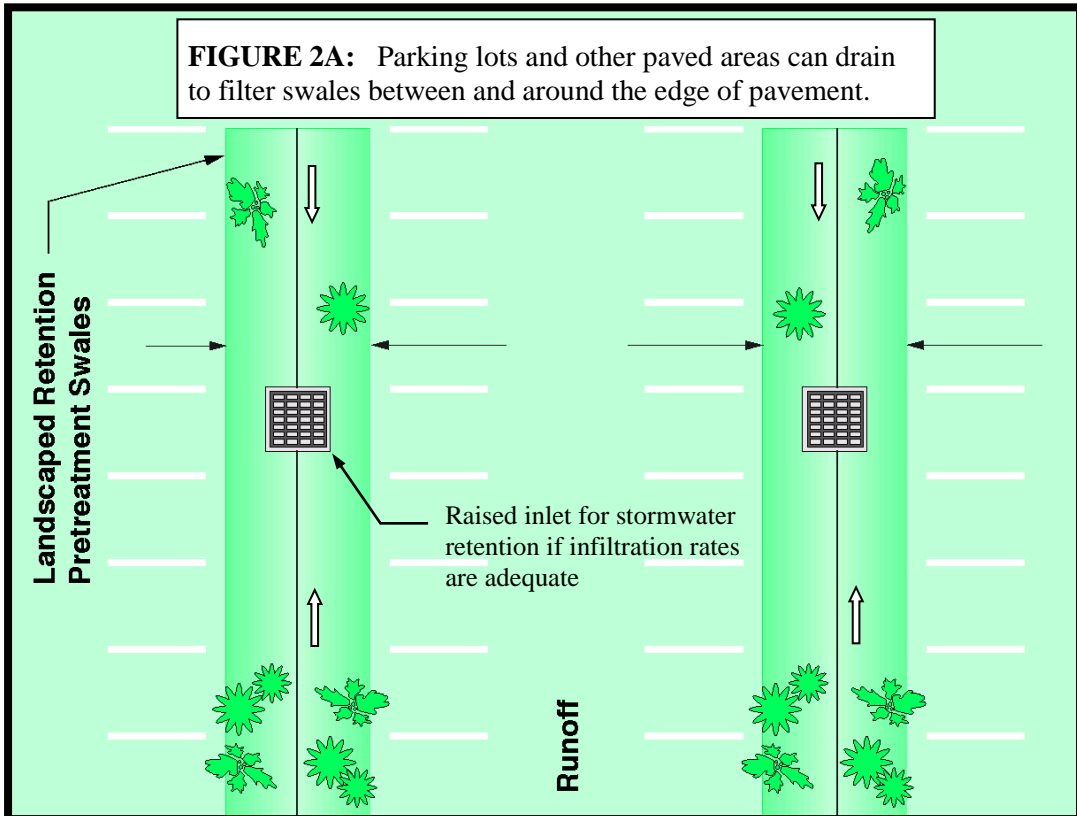 FIGURE 2A: Parking lots and other paved areas can drain
to filter swales between and around the edge of pavement.
Landscaped Retention
Pretreatment Swales
Raised inlet for stormwater
retention if infiltration rates
are adequate
Runoff